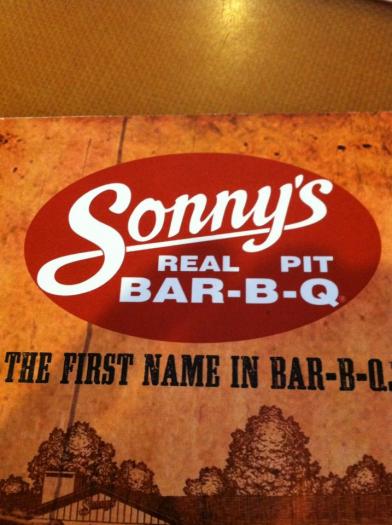 Sonny's
REAL PIT
BAR-B-Q
THE FIRST NAME IN BAR-B-Q.